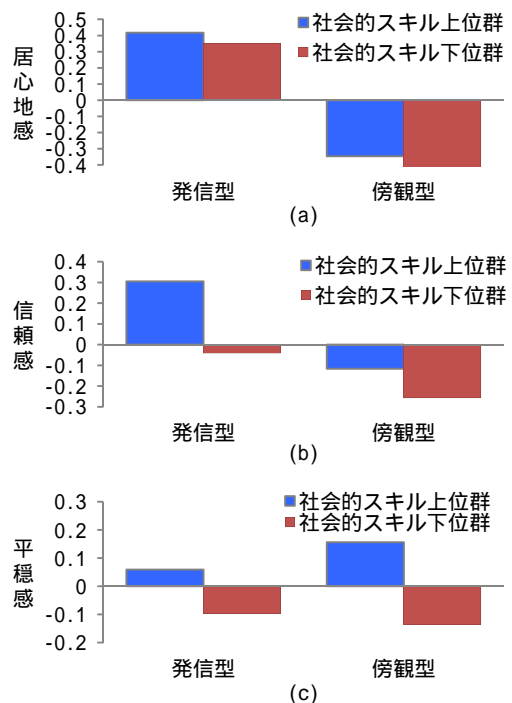 0.5
0.4
0.3
0.2
0.1
0
-0.1
-0.2
-0.3
-0.4
居心地感
社会的スキル上位群
社会的スキル下位群
発信型
傍観型
(a)
0.4
0.3
0.2
0.1
0
-0.1
-0.2
-0.3
信頼感
社会的スキル上位群
社会的スキル下位群
発信型
傍観型
(b)
0.3
0.2
0.1
0
-0.1
-0.2
平穏感
社会的スキル上位群
社会的スキル下位群
発信型
傍観型
(c)